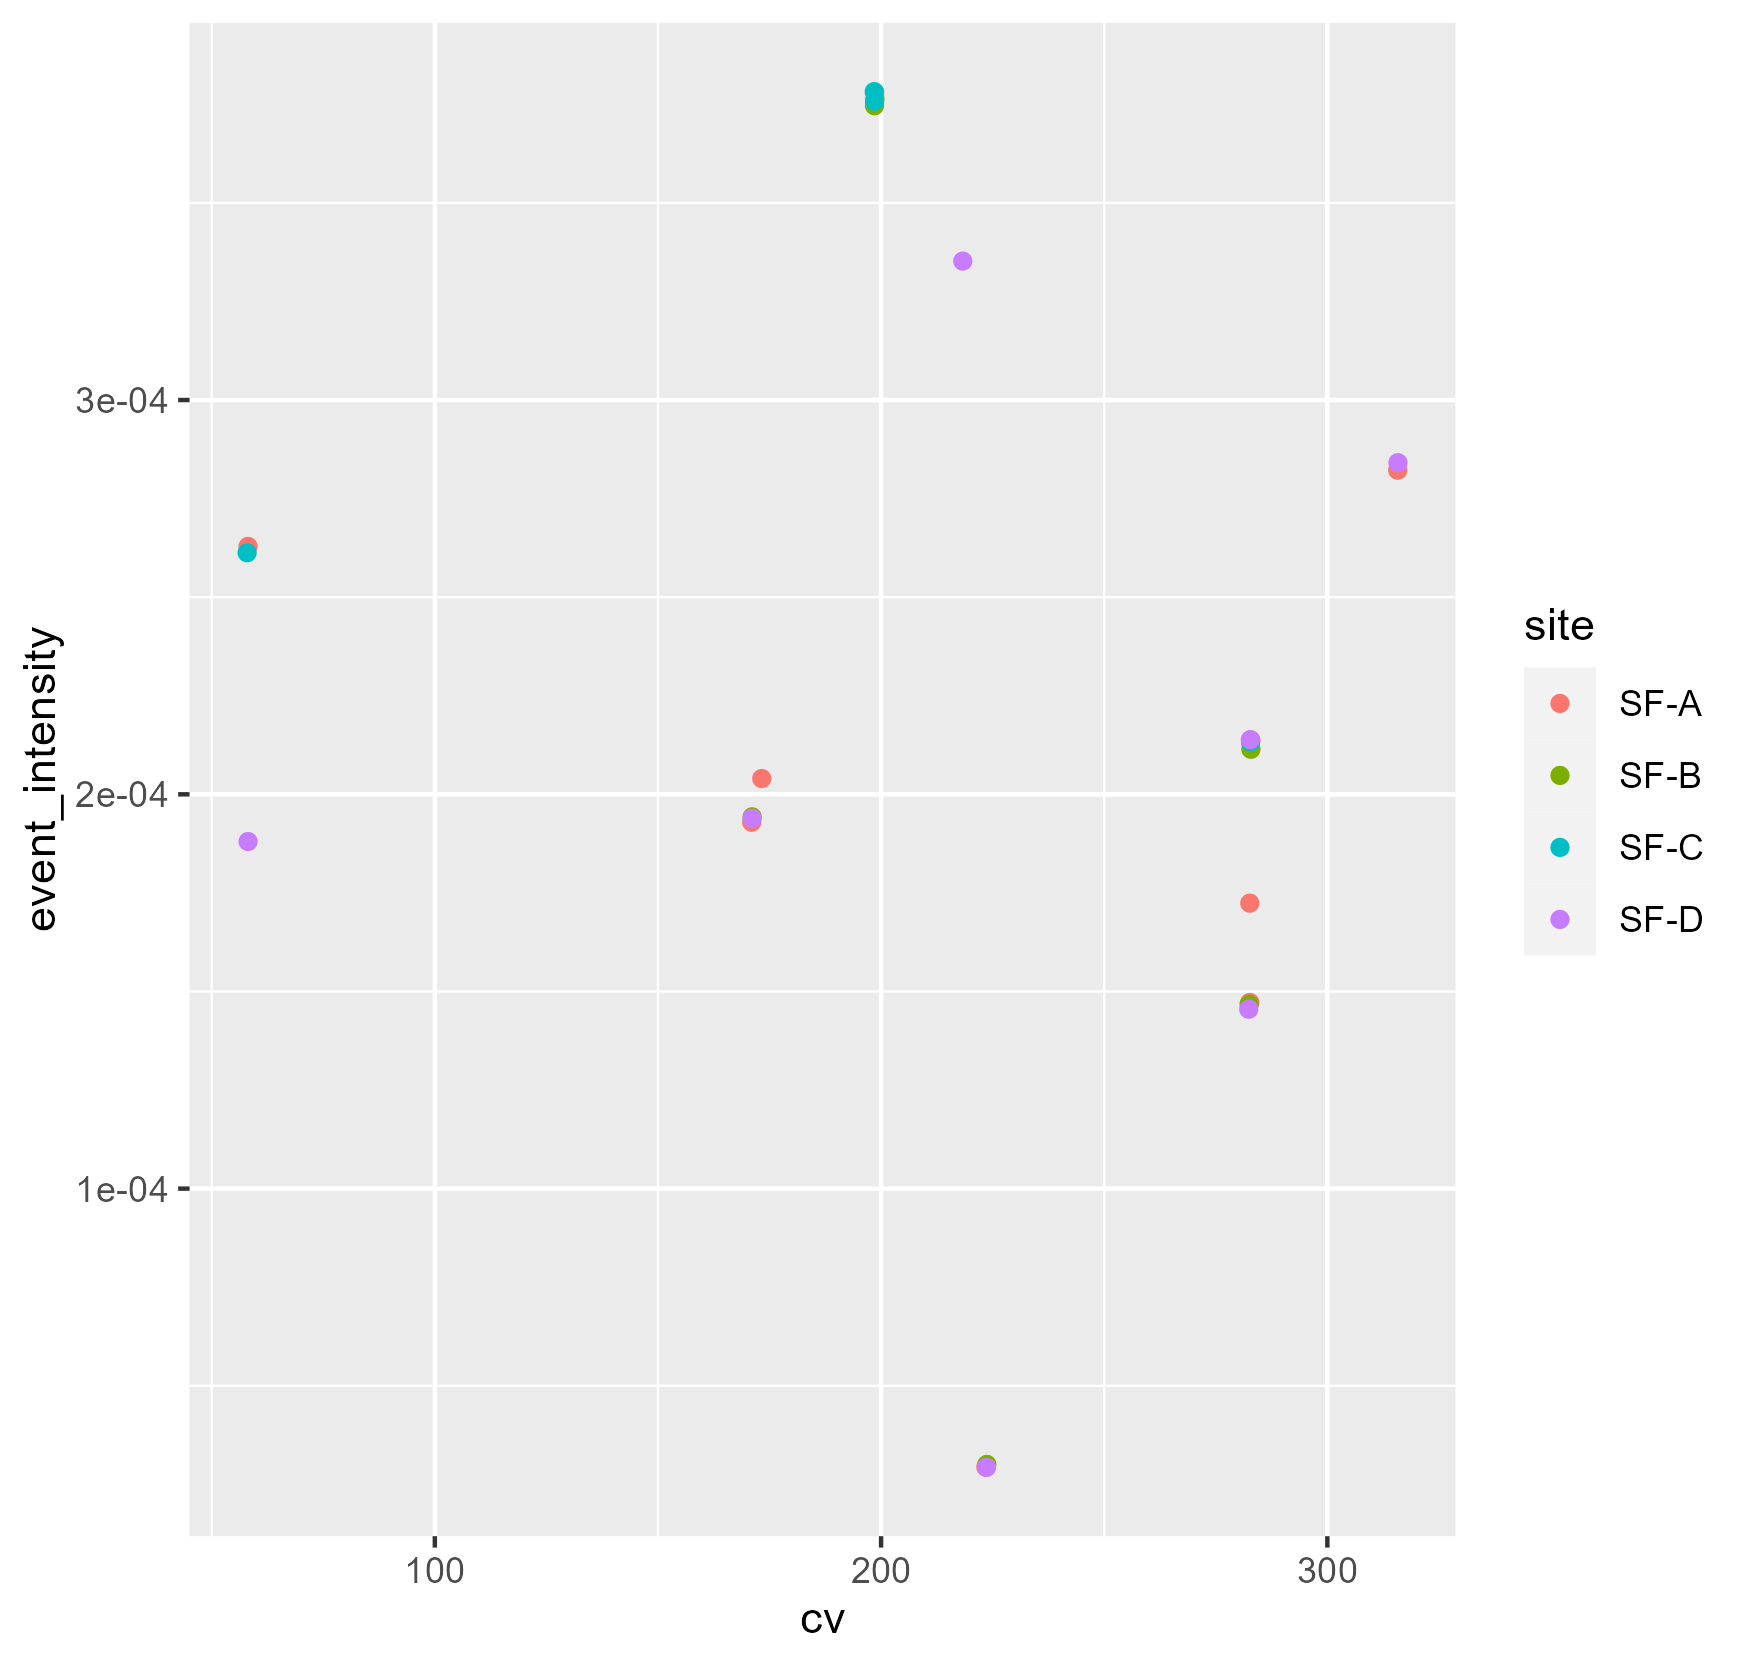 3e-04
2e-04
1e-04
event_intensity
100
200
300
cv
site
SF-A
SF-B
SF-C
SF-D